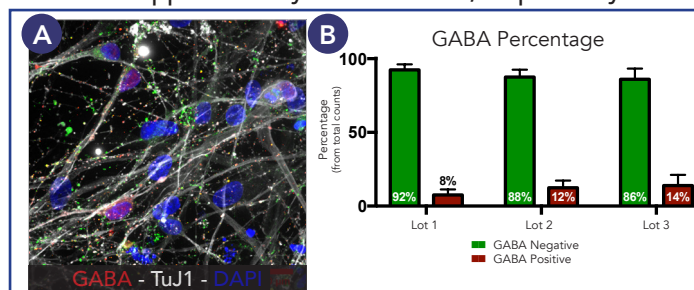 A
GABA - TuJ1 - DAPI
B
GABA Percentage
Percentage
(from total counts)
100
50
0
92%
8%
88%
12%
86%
14%
Lot 1
Lot 2
Lot 3
GABA Negative
GABA Positive